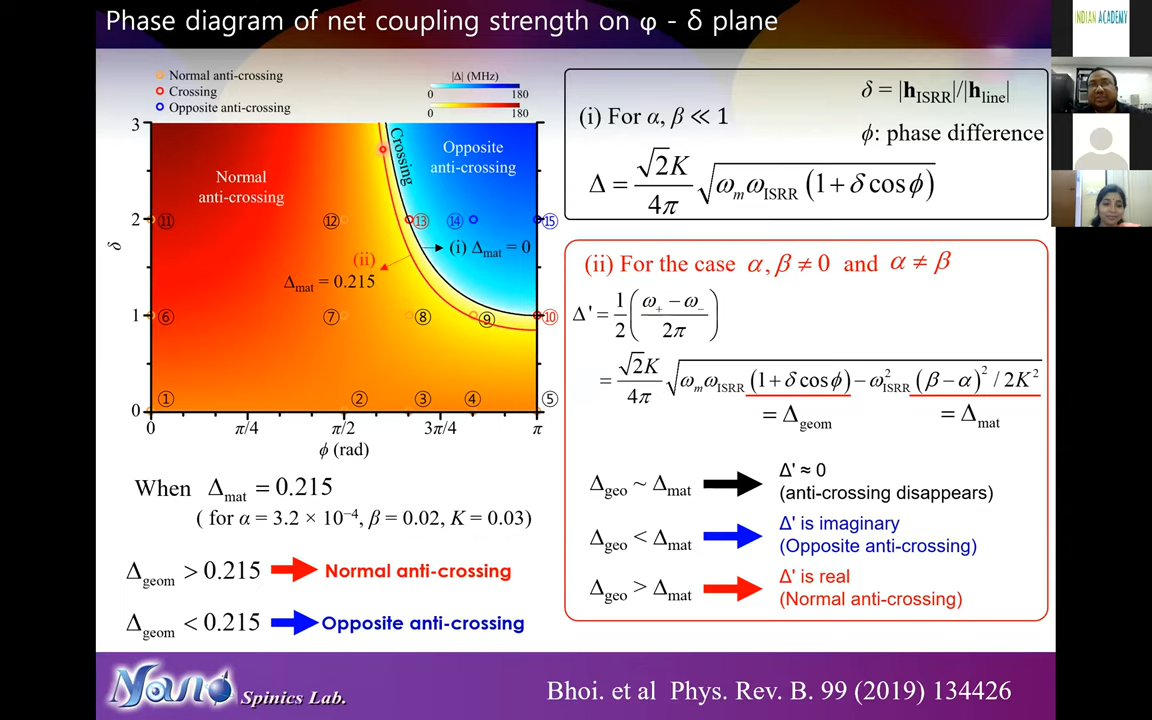 Phase diagram of net coupling strength on φ - δ plane
INDIAN ACADEMY
Normal anti-crossing
Crossing
Opposite anti-crossing
|Δ| (MHz)
0 180
0 180
3
2
1
0
δ
0 π/4 π/2 3π/4 π
ϕ (rad)
Normal
anti-crossing
Crossing
Opposite
anti-crossing
⑪ ⑫ ⑬ ⑭ ⑮
(i) Δmat = 0
(ii)
Δmat = 0.215
⑥ ⑦ ⑧ ⑨ ⑩
① ② ③ ④ ⑤
When Δmat = 0.215
( for α = 3.2 × 10⁻⁴, β = 0.02, K = 0.03)
Δgeom > 0.215 Normal anti-crossing
Δgeom < 0.215 Opposite anti-crossing
δ = |hISRR|/|hline|
(i) For α, β ≪ 1
ϕ: phase difference
Δ = √2K/4π √(ωmωISRR (1+δcosϕ))
(ii) For the case α, β ≠ 0 and α ≠ β
Δ' = 1/2 (ω₊ − ω₋/2π)
= √2K/4π √(ωmωISRR (1+δcosϕ) − ω²ISRR (β−α)² / 2K²)
= Δgeom = Δmat
Δgeo ~ Δmat Δ' ≈ 0
(anti-crossing disappears)
Δgeo < Δmat Δ' is imaginary
(Opposite anti-crossing)
Δgeo > Δmat Δ' is real
(Normal anti-crossing)
Nano Spinics Lab.
Bhoi. et al Phys. Rev. B. 99 (2019) 134426